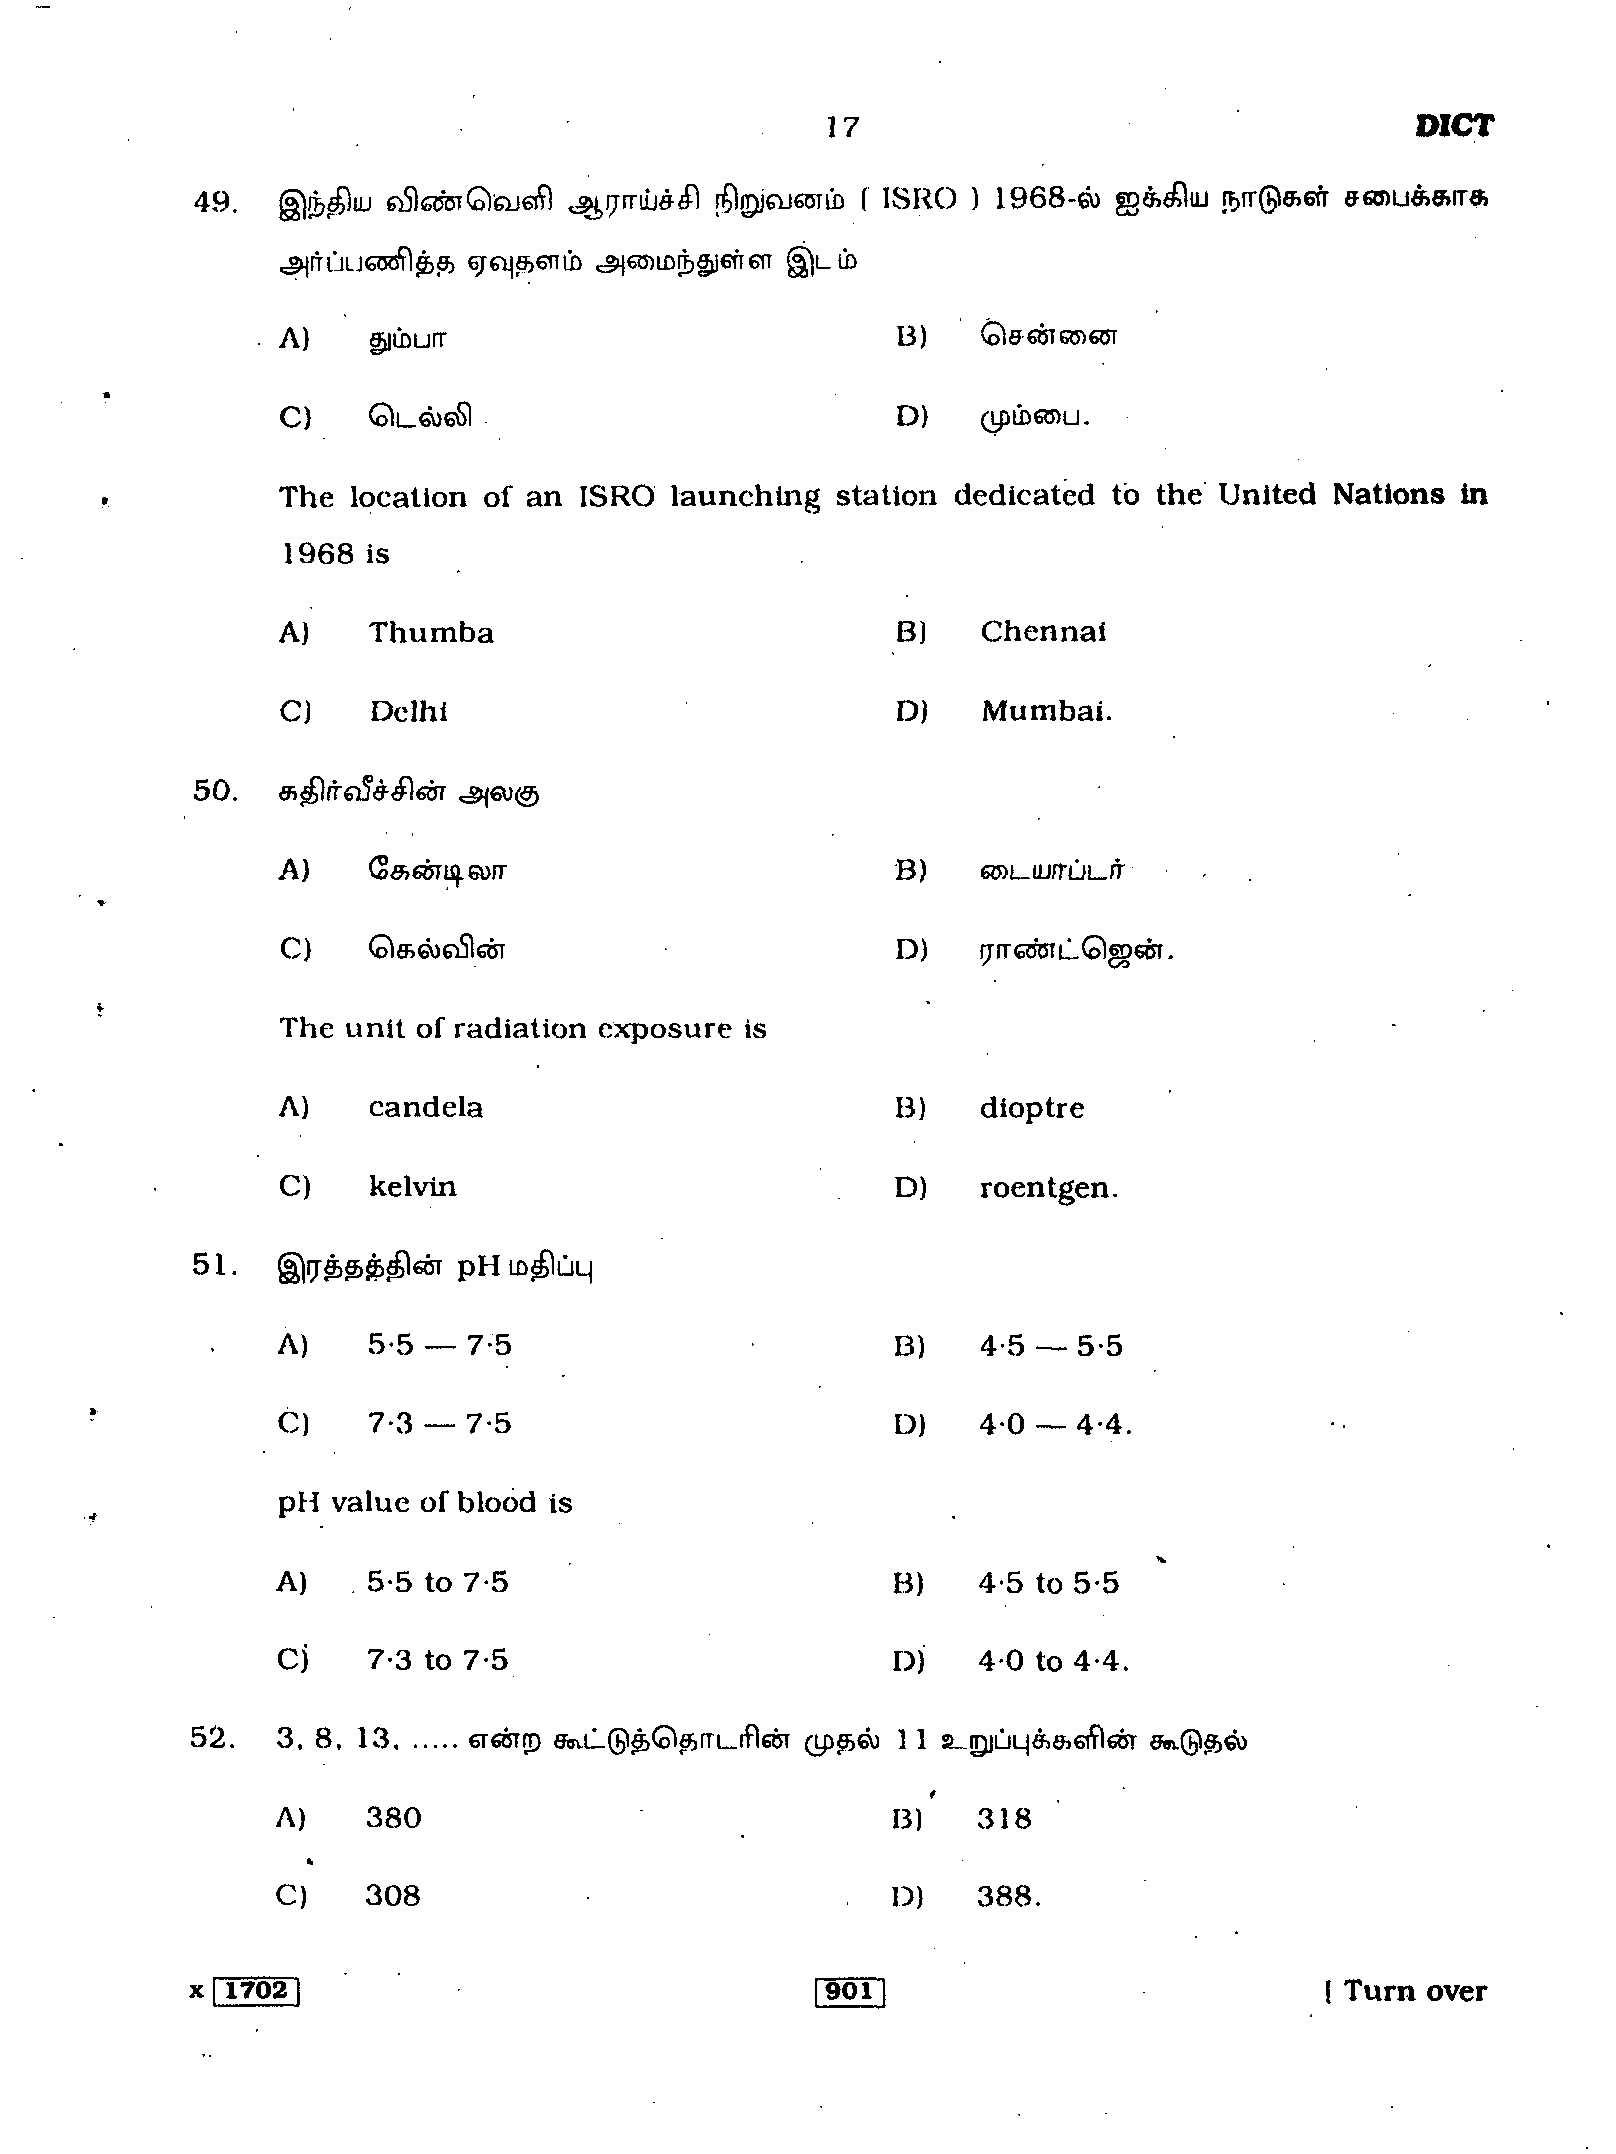 17 DICT
49. இந்திய விண்வெளி ஆராய்ச்சி நிறுவனம் ( ISRO ) 1968-ல் ஐக்கிய நாடுகள் சபைக்காக
அர்ப்பணித்த ஏவுதளம் அமைந்துள்ள இடம்
A) தும்பா B) சென்னை
C) டெல்லி D) மும்பை.
The location of an ISRO launching station dedicated to the United Nations in
1968 is
A) Thumba B) Chennai
C) Delhi D) Mumbai.
50. கதிர்வீச்சின் அலகு
A) கேண்டிலா B) டையாப்டர்
C) கெல்வின் D) ராண்ட்ஜென்.
The unit of radiation exposure is
A) candela B) dioptre
C) kelvin D) roentgen.
51. இரத்தத்தின் pH மதிப்பு
A) 5·5 — 7·5 B) 4·5 — 5·5
C) 7·3 — 7·5 D) 4·0 — 4·4.
pH value of blood is
A) 5·5 to 7·5 B) 4·5 to 5·5
C) 7·3 to 7·5 D) 4·0 to 4·4.
52. 3, 8, 13, ..... என்ற கூட்டுத்தொடரின் முதல் 11 உறுப்புக்களின் கூடுதல்
A) 380 B) 318
C) 308 D) 388.
x 1702 901 [ Turn over